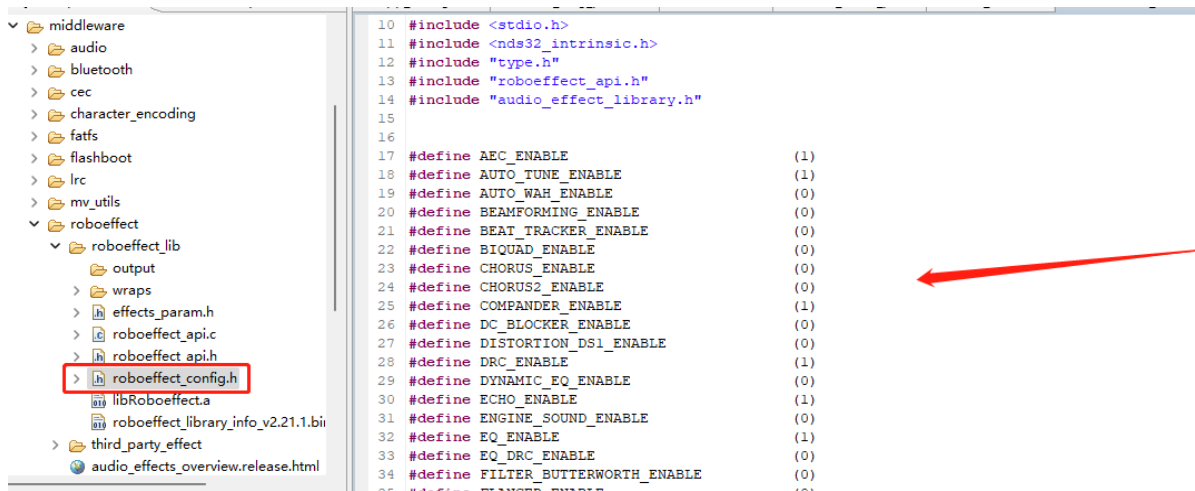 middleware
audio
bluetooth
cec
character_encoding
fatfs
flashboot
lrc
mv_utils
roboeffect
roboeffect_lib
output
wraps
effects_param.h
roboeffect_api.c
roboeffect_api.h
roboeffect_config.h
libRoboeffect.a
roboeffect_library_info_v2.21.1.bi
third_party_effect
audio_effects_overview.release.html
10 #include <stdio.h>
11 #include <nds32_intrinsic.h>
12 #include "type.h"
13 #include "roboeffect_api.h"
14 #include "audio_effect_library.h"
15
16
17 #define AEC_ENABLE (1)
18 #define AUTO_TUNE_ENABLE (1)
19 #define AUTO_WAH_ENABLE (0)
20 #define BEAMFORMING_ENABLE (0)
21 #define BEAT_TRACKER_ENABLE (0)
22 #define BIQUAD_ENABLE (0)
23 #define CHORUS_ENABLE (0)
24 #define CHORUS2_ENABLE (0)
25 #define COMPANDER_ENABLE (1)
26 #define DC_BLOCKER_ENABLE (0)
27 #define DISTORTION_DS1_ENABLE (0)
28 #define DRC_ENABLE (1)
29 #define DYNAMIC_EQ_ENABLE (0)
30 #define ECHO_ENABLE (1)
31 #define ENGINE_SOUND_ENABLE (0)
32 #define EQ_ENABLE (1)
33 #define EQ_DRC_ENABLE (0)
34 #define FILTER_BUTTERWORTH_ENABLE (0)